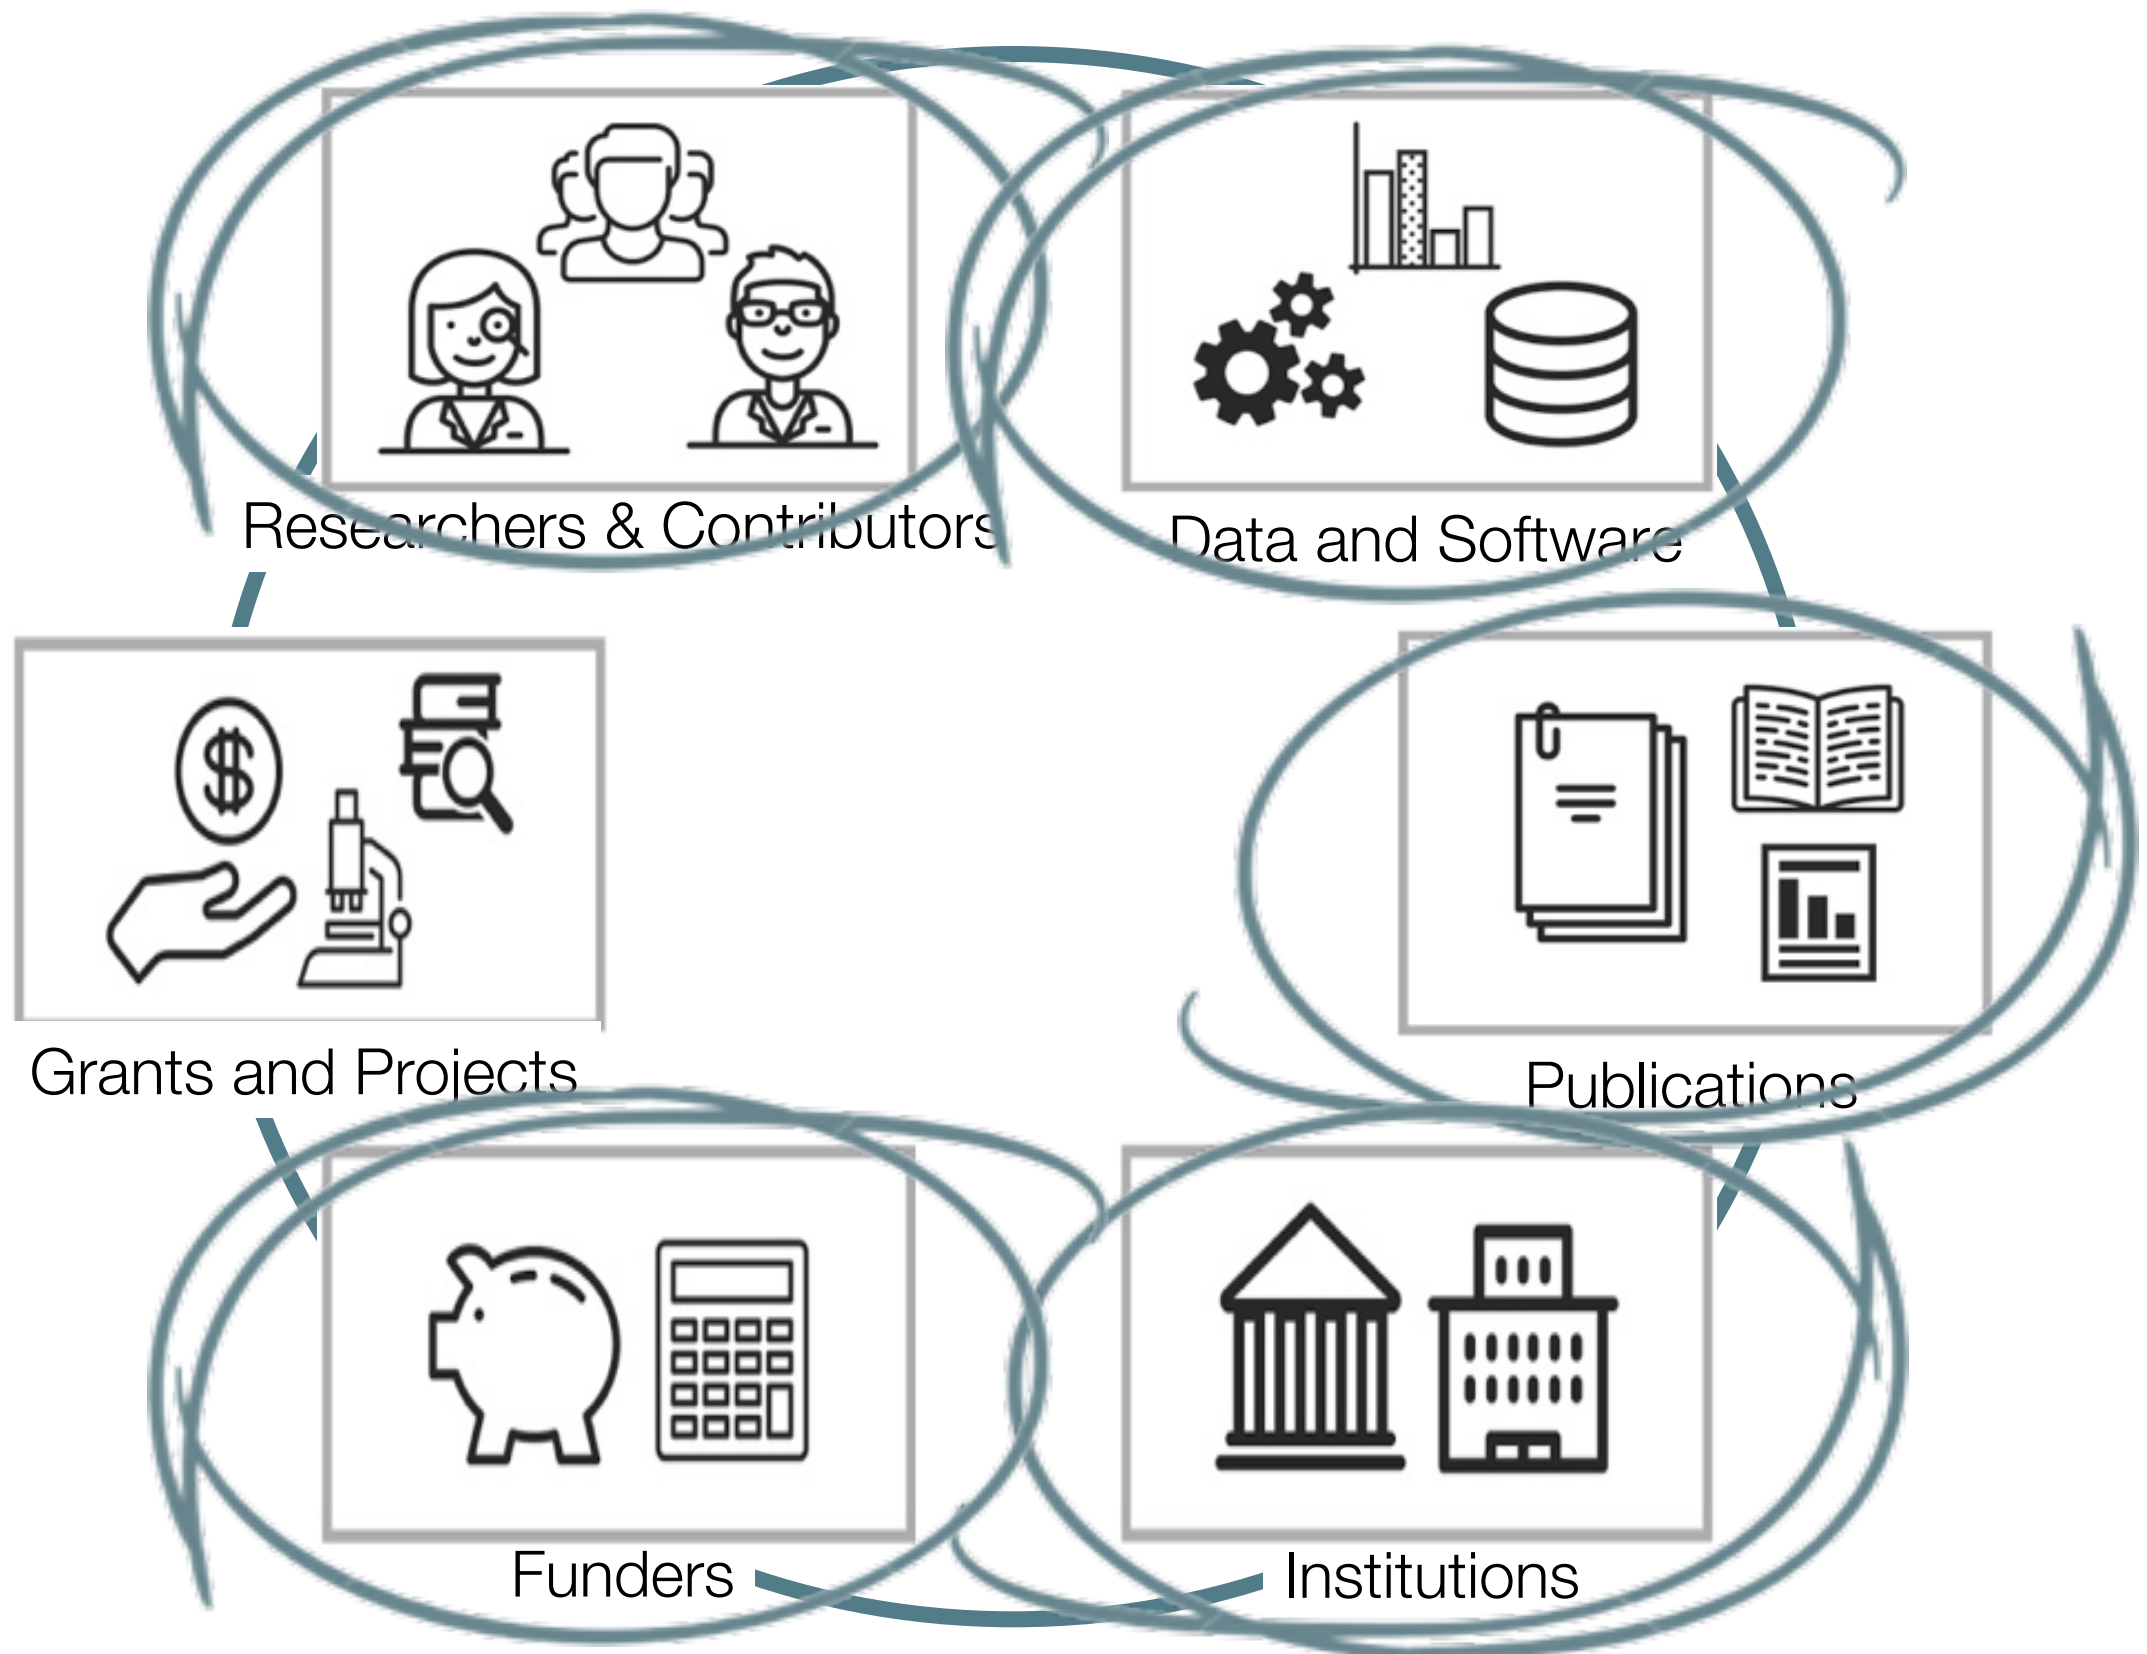 Researchers & Contributors
Data and Software
Grants and Projects
Publications
Funders
Institutions